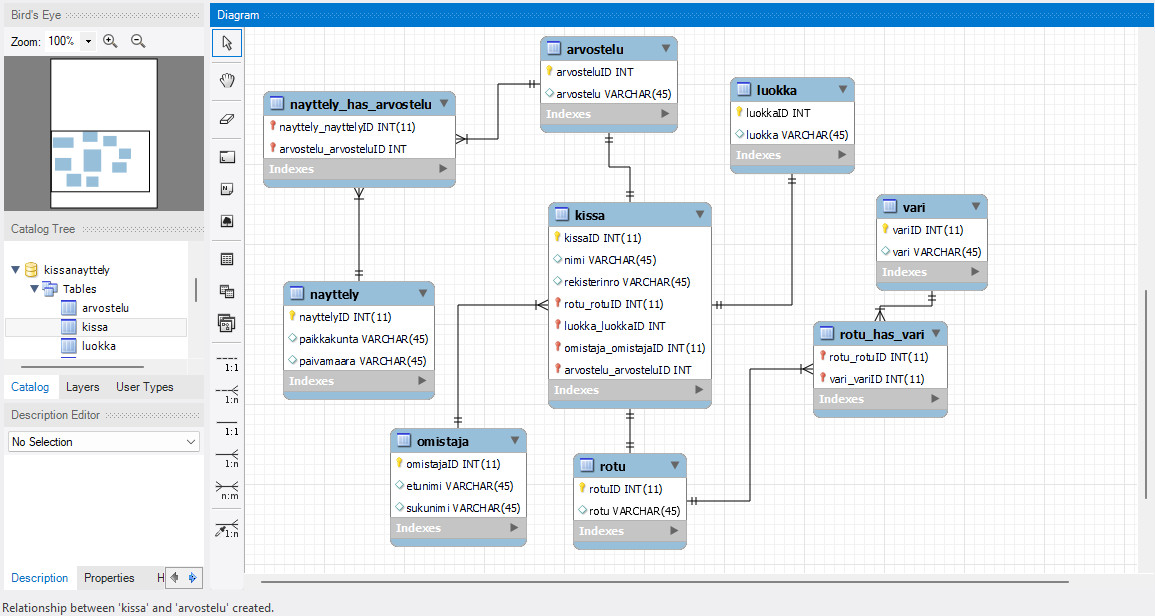 Bird's Eye
Zoom: 100%
Catalog Tree
kissanayttely
Tables
arvostelu
kissa
luokka
Catalog Layers User Types
Description Editor
No Selection
Description Properties H
Diagram
1:1
1:n
1:1
1:n
n:m
1:n
nayttely_has_arvostelu
nayttely_nayttelyID INT(11)
arvostelu_arvosteluID INT
Indexes
arvostelu
arvosteluID INT
arvostelu VARCHAR(45)
Indexes
luokka
luokkaID INT
luokka VARCHAR(45)
Indexes
kissa
kissaID INT(11)
nimi VARCHAR(45)
rekisterinro VARCHAR(45)
rotu_rotuID INT(11)
luokka_luokkaID INT
omistaja_omistajaID INT(11)
arvostelu_arvosteluID INT
Indexes
vari
variID INT(11)
vari VARCHAR(45)
Indexes
nayttely
nayttelyID INT(11)
paikkakunta VARCHAR(45)
paivamaara VARCHAR(45)
Indexes
rotu_has_vari
rotu_rotuID INT(11)
vari_variID INT(11)
Indexes
omistaja
omistajaID INT(11)
etunimi VARCHAR(45)
sukunimi VARCHAR(45)
Indexes
rotu
rotuID INT(11)
rotu VARCHAR(45)
Indexes
Relationship between 'kissa' and 'arvostelu' created.